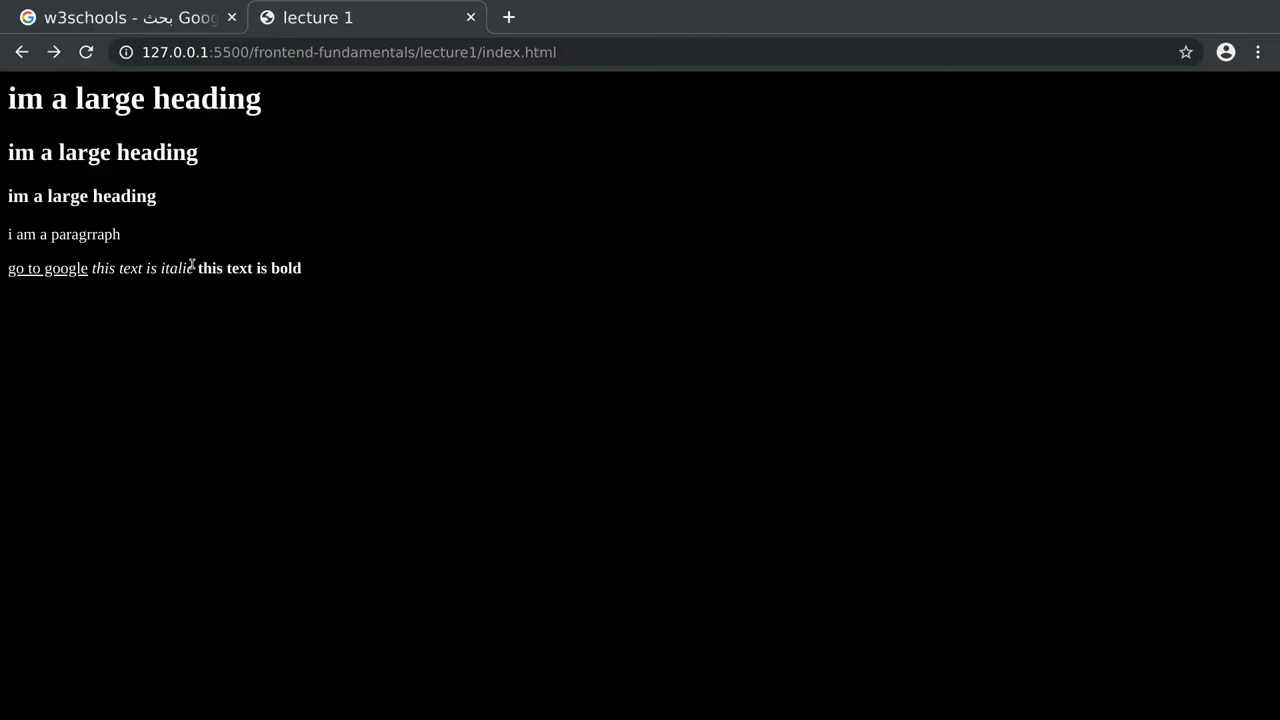 w3schools - بحث Goog
lecture 1
127.0.0.1:5500/frontend-fundamentals/lecture1/index.html
im a large heading
im a large heading
im a large heading
i am a paragrraph
go to google this text is italic this text is bold